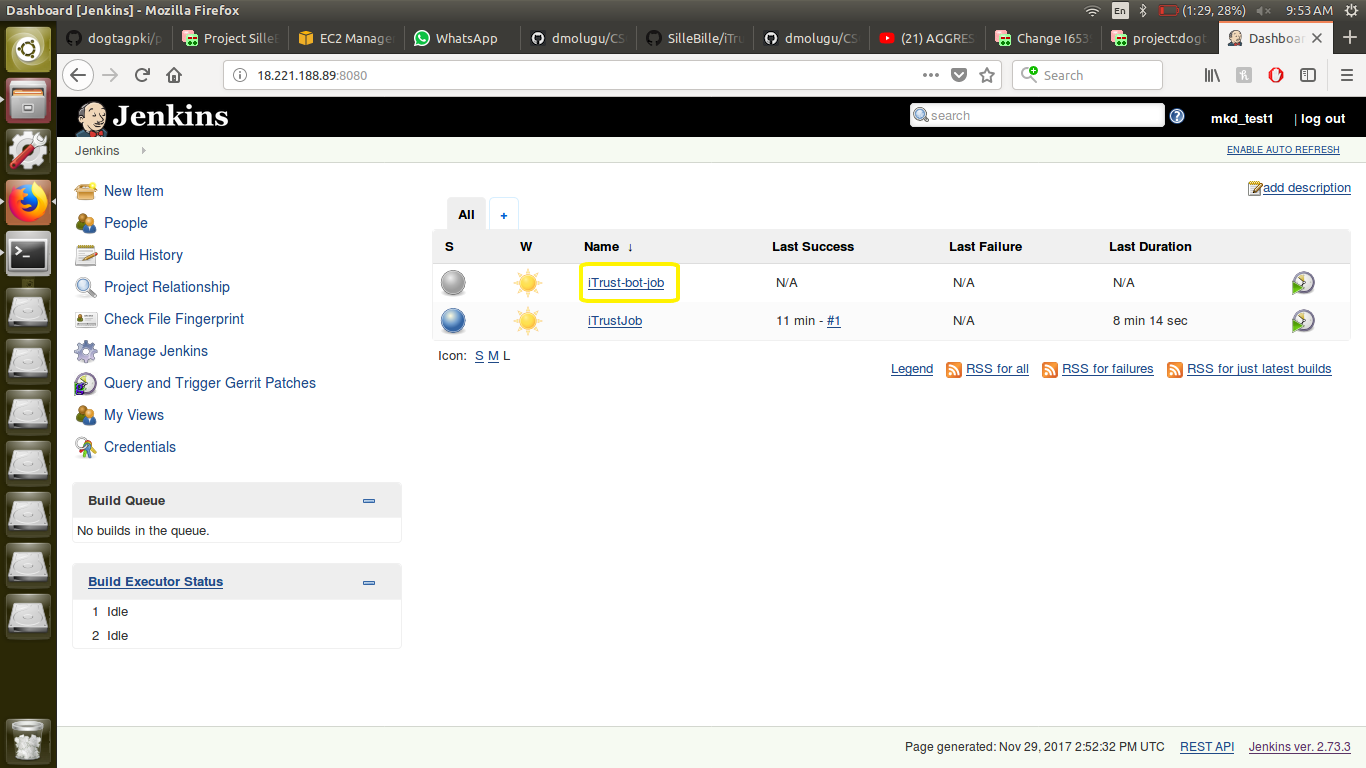 Dashboard [Jenkins] - Mozilla Firefox
En (1:29, 28%) 9:53 AM
dogtagpki/p Project SilleB EC2 Manage WhatsApp dmolugu/CS SilleBille/iTru dmolugu/CS (21) AGGRES Change I653 project:dogt Dashboar
18.221.188.89:8080 Search
Jenkins search mkd_test1 | log out
Jenkins ENABLE AUTO REFRESH
add description
New Item
People
Build History
Project Relationship
Check File Fingerprint
Manage Jenkins
Query and Trigger Gerrit Patches
My Views
Credentials
Build Queue
No builds in the queue.
Build Executor Status
1 Idle
2 Idle
All +
S W Name ↓ Last Success Last Failure Last Duration
iTrust-bot-job N/A N/A N/A
iTrustJob 11 min - #1 N/A 8 min 14 sec
Icon: S M L
Legend RSS for all RSS for failures RSS for just latest builds
Page generated: Nov 29, 2017 2:52:32 PM UTC REST API Jenkins ver. 2.73.3